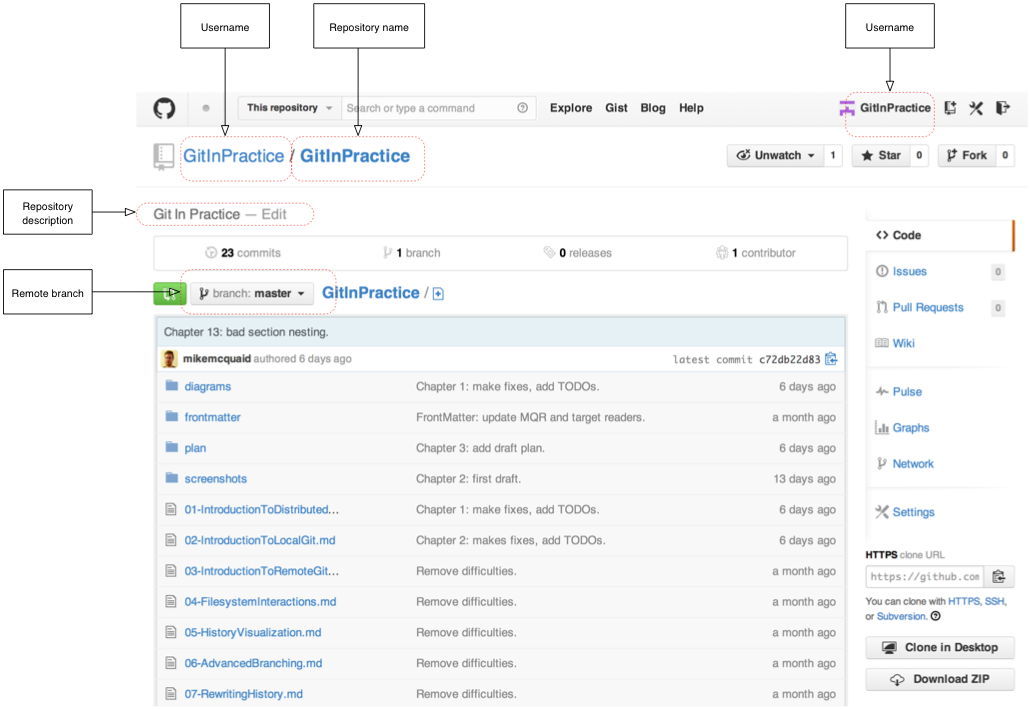 Username
Repository name
Username
This repository
Search or type a command
Explore Gist Blog Help
GitInPractice
GitInPractice / GitInPractice
Unwatch 1
Star 0
Fork 0
Repository
description
Git In Practice — Edit
23 commits
1 branch
0 releases
1 contributor
Remote branch
branch: master
GitInPractice /
Chapter 13: bad section nesting.
mikemcquaid authored 6 days ago
latest commit c72db22d83
diagrams Chapter 1: make fixes, add TODOs. 6 days ago
frontmatter FrontMatter: update MQR and target readers. a month ago
plan Chapter 3: add draft plan. 6 days ago
screenshots Chapter 2: first draft. 13 days ago
01-IntroductionToDistributed... Chapter 1: make fixes, add TODOs. 6 days ago
02-IntroductionToLocalGit.md Chapter 2: makes fixes, add TODOs. 6 days ago
03-IntroductionToRemoteGit... Remove difficulties. a month ago
04-FilesystemInteractions.md Remove difficulties. a month ago
05-HistoryVisualization.md Remove difficulties. a month ago
06-AdvancedBranching.md Remove difficulties. a month ago
07-RewritingHistory.md Remove difficulties. a month ago
Code
Issues 0
Pull Requests 0
Wiki
Pulse
Graphs
Network
Settings
HTTPS clone URL
https://github.com
You can clone with HTTPS, SSH,
or Subversion.
Clone in Desktop
Download ZIP